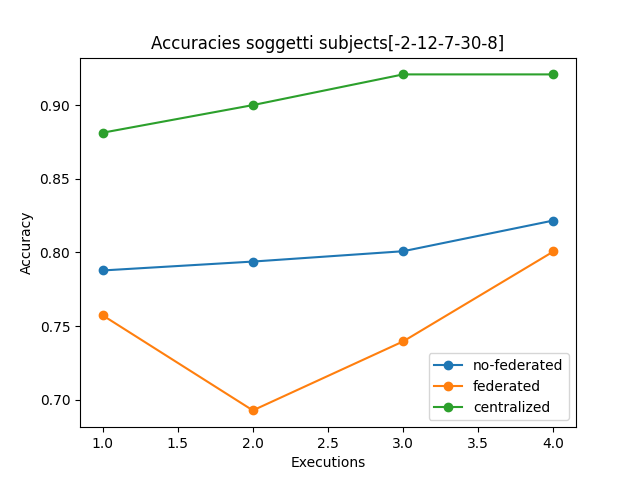 Accuracies soggetti subjects[-2-12-7-30-8]
Accuracy
0.90
0.85
0.80
0.75
0.70
1.0 1.5 2.0 2.5 3.0 3.5 4.0
Executions
no-federated
federated
centralized